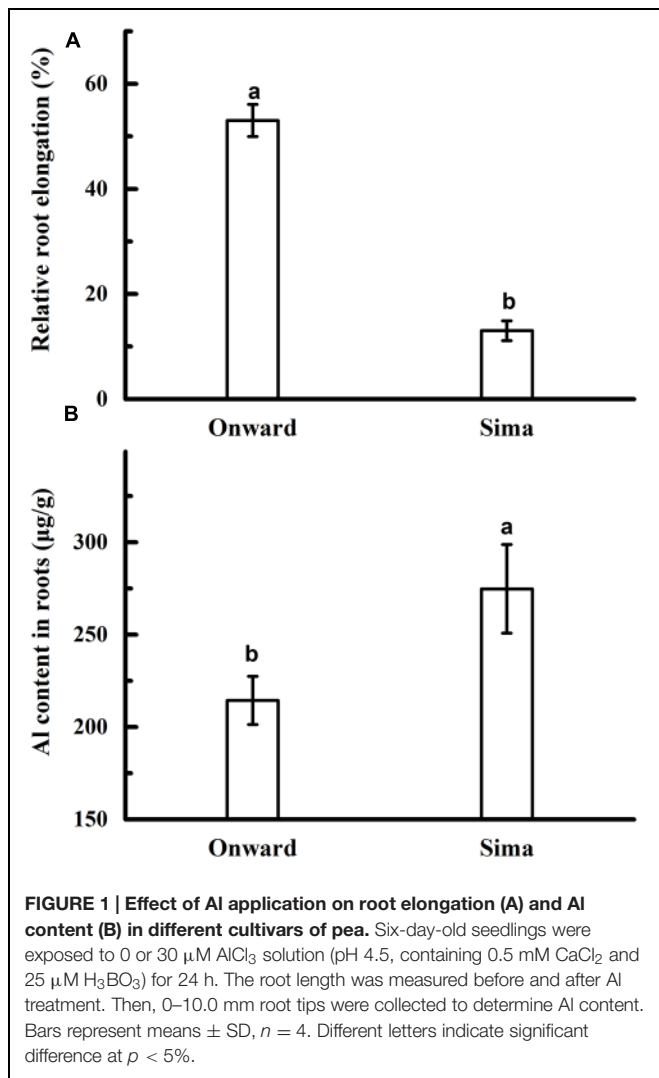 A
Relative root elongation (%)
60
40
20
0
a
b
Onward
Sima
B
Al content in roots (µg/g)
300
250
200
150
b
a
Onward
Sima
FIGURE 1 | Effect of Al application on root elongation (A) and Al
content (B) in different cultivars of pea. Six-day-old seedlings were
exposed to 0 or 30 μM AlCl₃ solution (pH 4.5, containing 0.5 mM CaCl₂ and
25 μM H₃BO₃) for 24 h. The root length was measured before and after Al
treatment. Then, 0–10.0 mm root tips were collected to determine Al content.
Bars represent means ± SD, n = 4. Different letters indicate significant
difference at p < 5%.